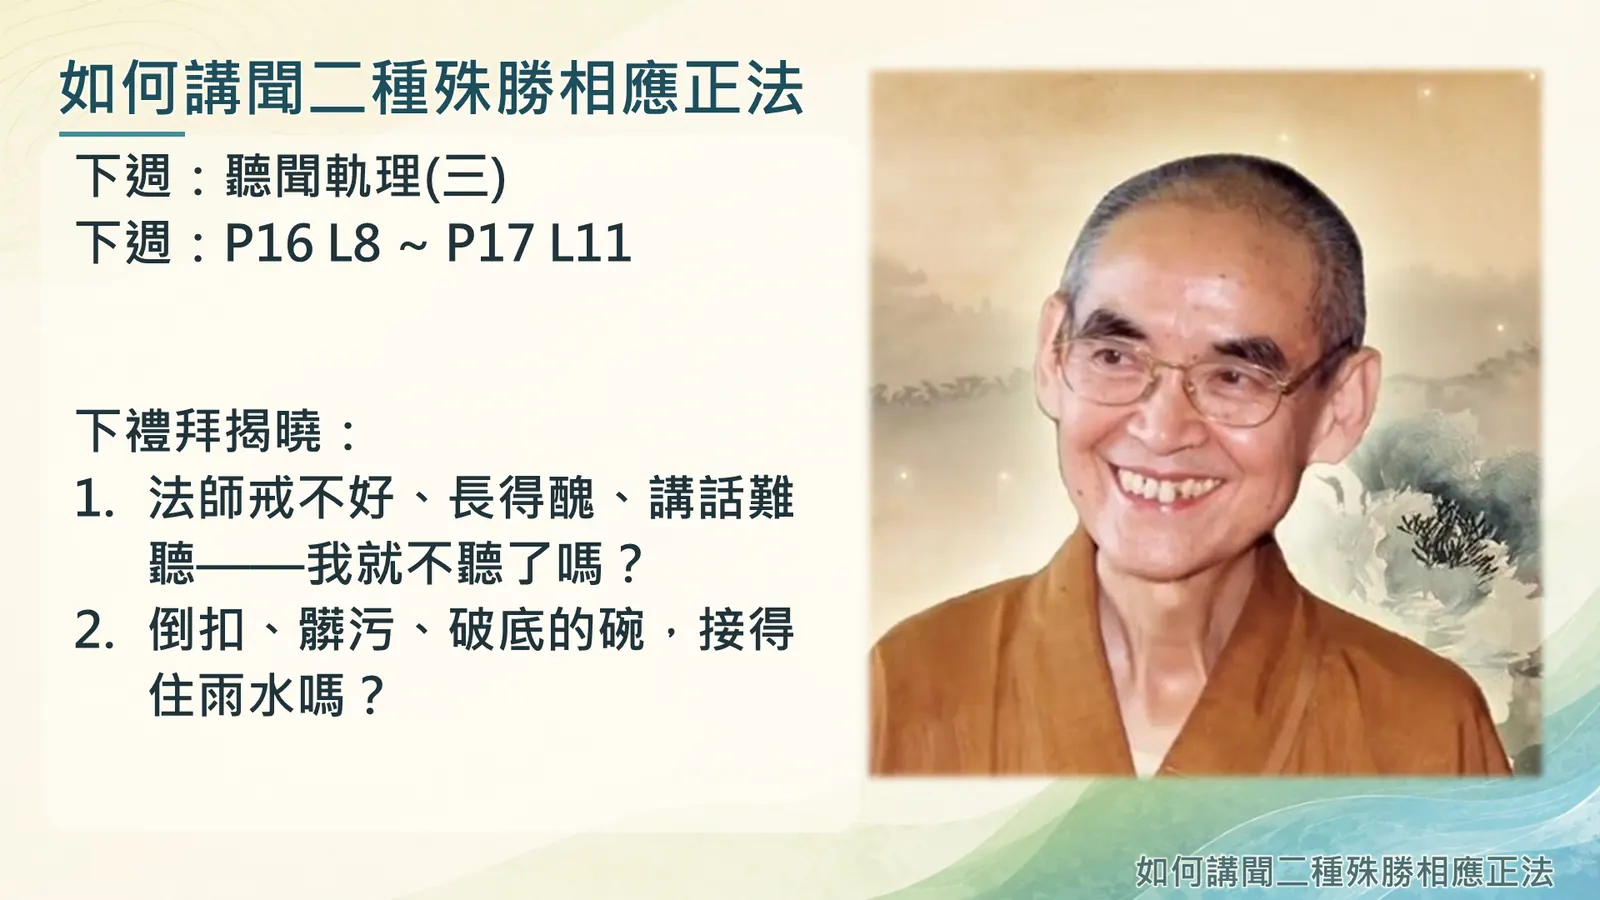 如何講聞二種殊勝相應正法
下週：聽聞軌理(三)
下週：P16 L8 ~ P17 L11
下禮拜揭曉：
1. 法師戒不好、長得醜、講話難
聽——我就不聽了嗎？
2. 倒扣、髒污、破底的碗，接得
住雨水嗎？
如何講聞二種殊勝相應正法